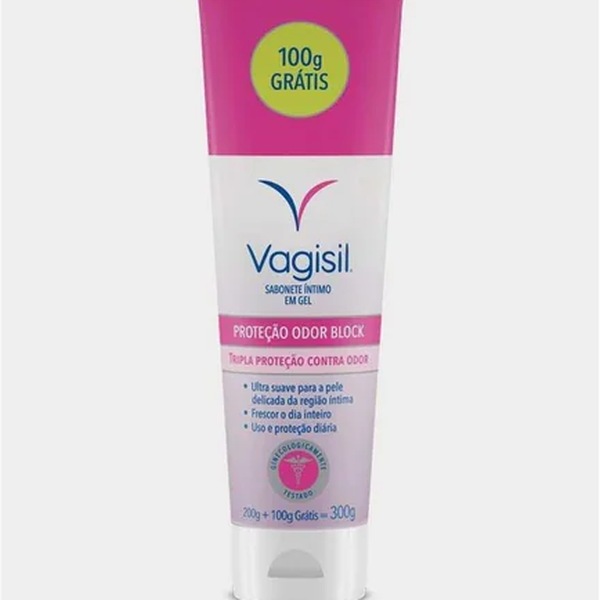 100g
GRÁTIS
Vagisil®
SABONETE ÍNTIMO
EM GEL
PROTEÇÃO ODOR BLOCK
TRIPLA PROTEÇÃO CONTRA ODOR
• Ultra suave para a pele
delicada da região íntima
• Frescor o dia inteiro
• Uso e proteção diária
GINECOLOGICAMENTE
TESTADO
200g + 100g Grátis = 300g